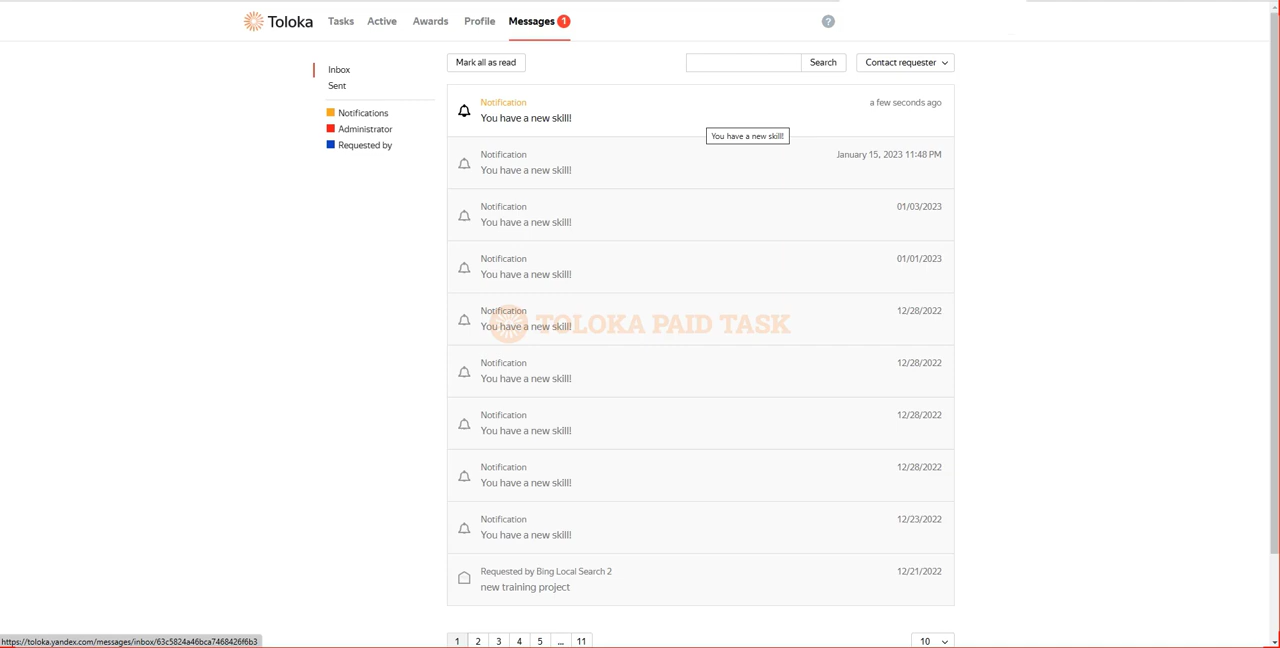 Toloka Tasks Active Awards Profile Messages 1 ?
Mark all as read Search Contact requester
Inbox
Sent
Notifications
Administrator
Requested by
Notification a few seconds ago
You have a new skill!
You have a new skill!
Notification January 15, 2023 11:48 PM
You have a new skill!
Notification 01/03/2023
You have a new skill!
Notification 01/01/2023
You have a new skill!
Notification 12/28/2022
You have a new skill!
TOLOKA PAID TASK
Notification 12/28/2022
You have a new skill!
Notification 12/28/2022
You have a new skill!
Notification 12/28/2022
You have a new skill!
Notification 12/23/2022
You have a new skill!
Requested by Bing Local Search 2 12/21/2022
new training project
1 2 3 4 5 ... 11 10
https://toloka.yandex.com/messages/inbox/63c5824a46bca7468426f6b3